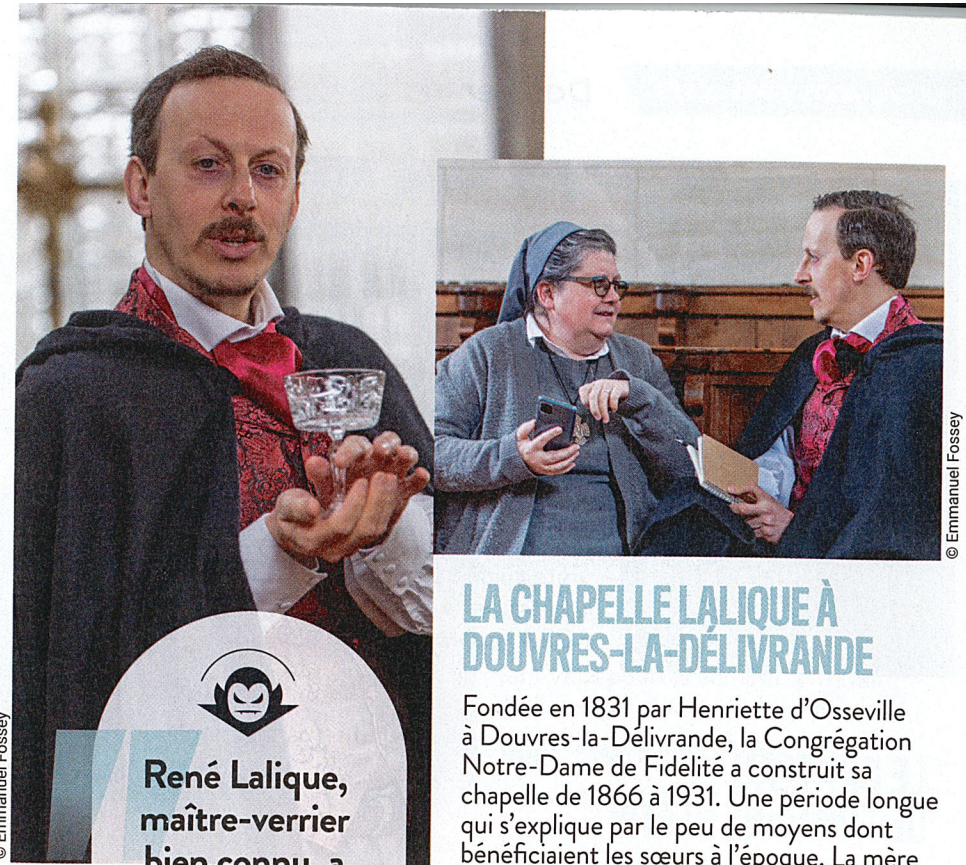 © Emmanuel Fossey
René Lalique,
maître-verrier
bien connu, a
© Emmanuel Fossey
LA CHAPELLE LALIQUE À
DOUVRES-LA-DÉLIVRANDE
Fondée en 1831 par Henriette d’Osseville
à Douvres-la-Délivrande, la Congrégation
Notre-Dame de Fidélité a construit sa
chapelle de 1866 à 1931. Une période longue
qui s’explique par le peu de moyens dont
bénéficiaient les sœurs à l’époque. La mère